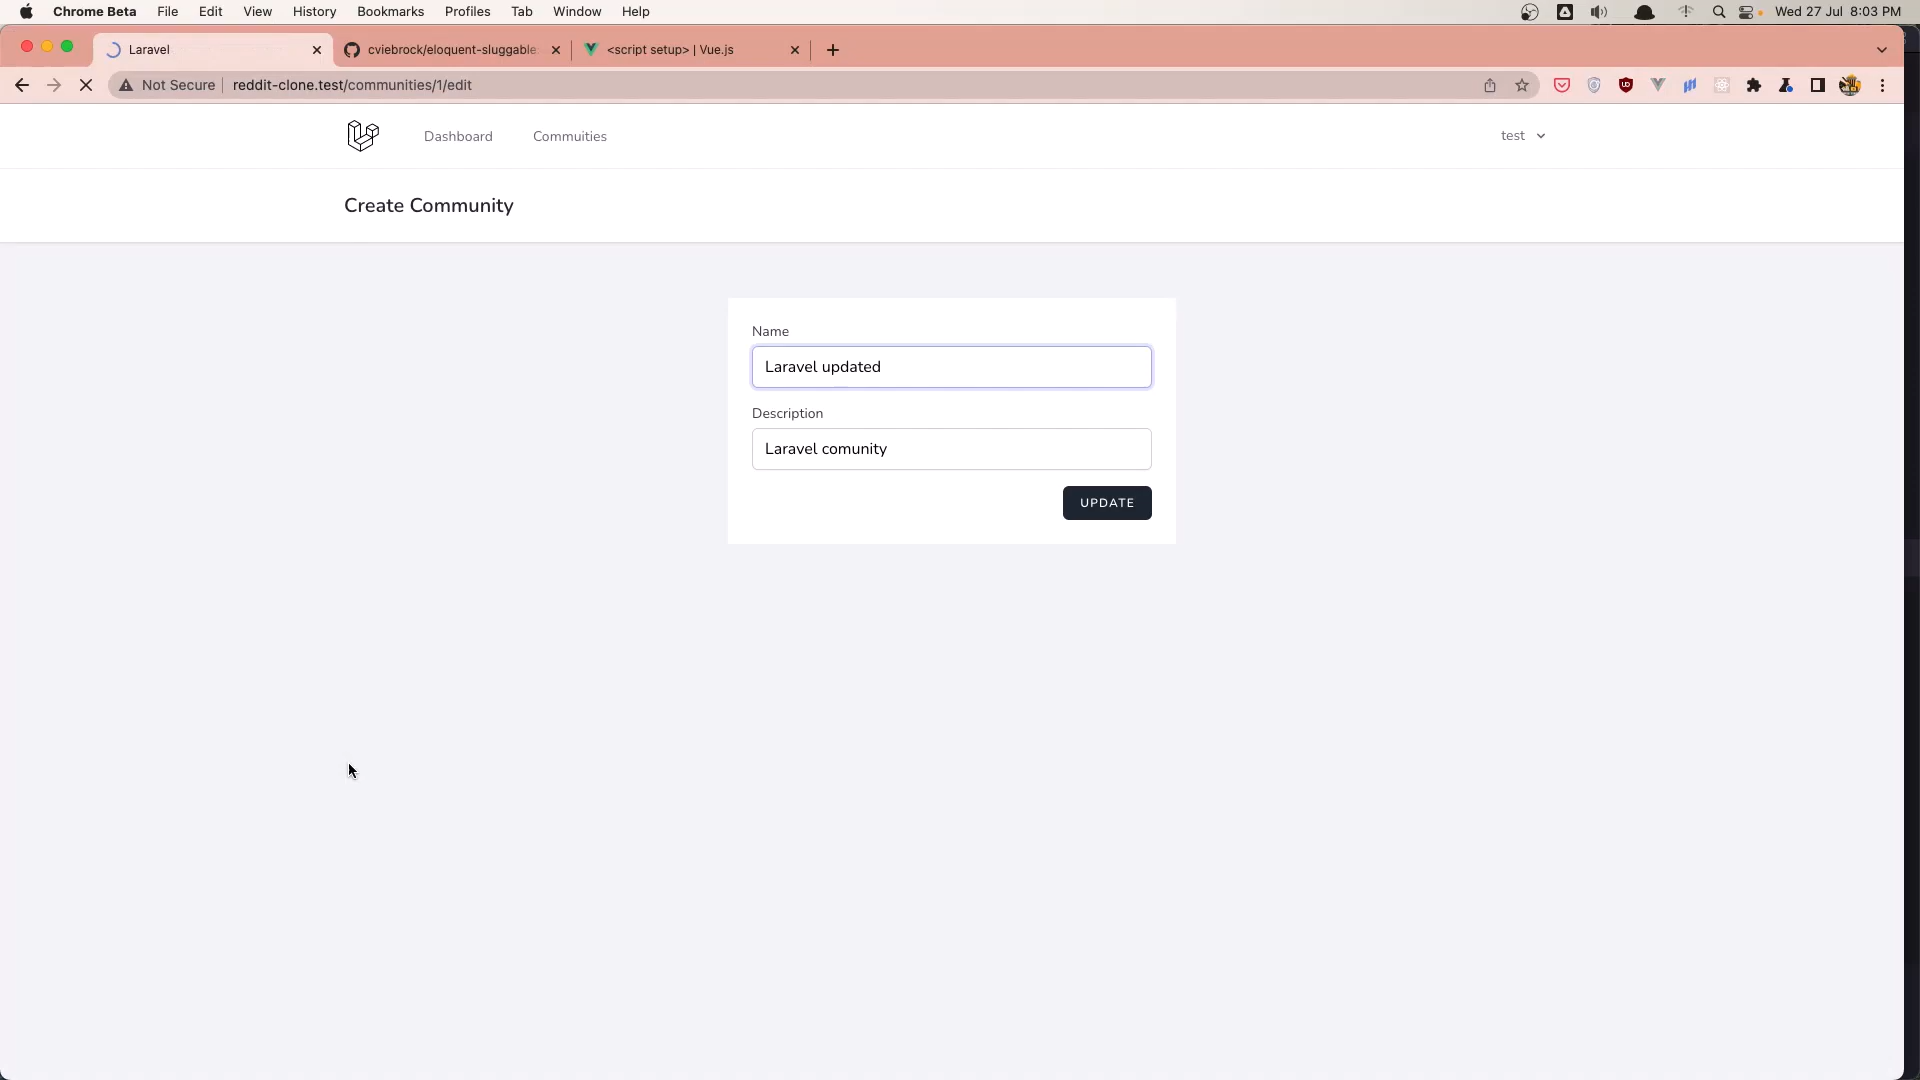 Chrome Beta File Edit View History Bookmarks Profiles Tab Window Help Wed 27 Jul 8:03 PM
Laravel cviebrock/eloquent-sluggable: <script setup> | Vue.js
Not Secure reddit-clone.test/communities/1/edit
Dashboard Commuities test
Create Community
Name
Laravel updated
Description
Laravel comunity
UPDATE